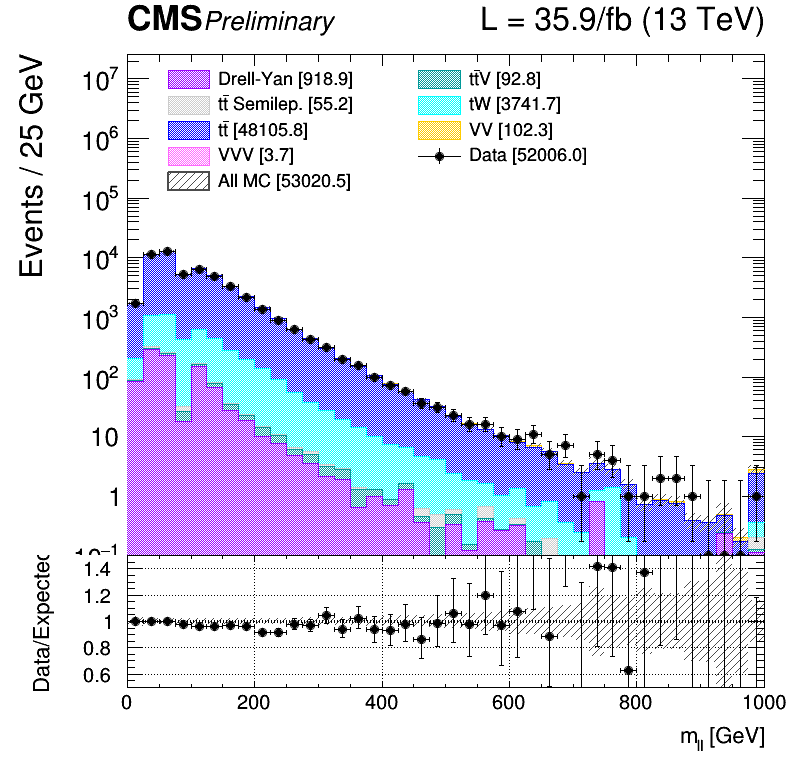 CMS Preliminary L = 35.9/fb (13 TeV)
Events / 25 GeV
Drell-Yan [918.9]
tt̄ Semilep. [55.2]
tt̄ [48105.8]
VVV [3.7]
All MC [53020.5]
tt̄V [92.8]
tW [3741.7]
VV [102.3]
Data [52006.0]
10⁷
10⁶
10⁵
10⁴
10³
10²
10
1
10⁻¹
Data/Expected
1.4
1.2
1
0.8
0.6
0 200 400 600 800 1000
m_ll [GeV]